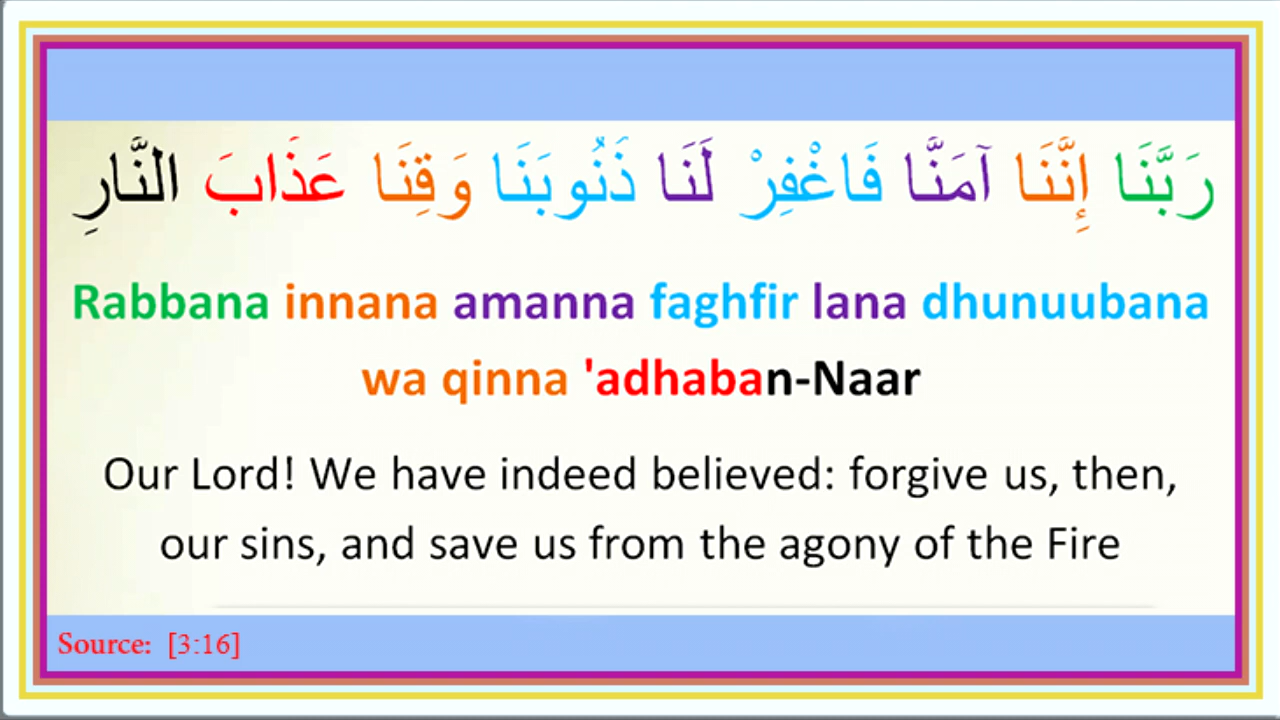 رَبَّنَا إِنَّنَا آمَنَّا فَاغْفِرْ لَنَا ذَنُوبَنَا وَقِنَا عَذَابَ النَّارِ
Rabbana innana amanna faghfir lana dhunuubana
wa qinna 'adhaban-Naar
Our Lord! We have indeed believed: forgive us, then,
our sins, and save us from the agony of the Fire
Source: [3:16]